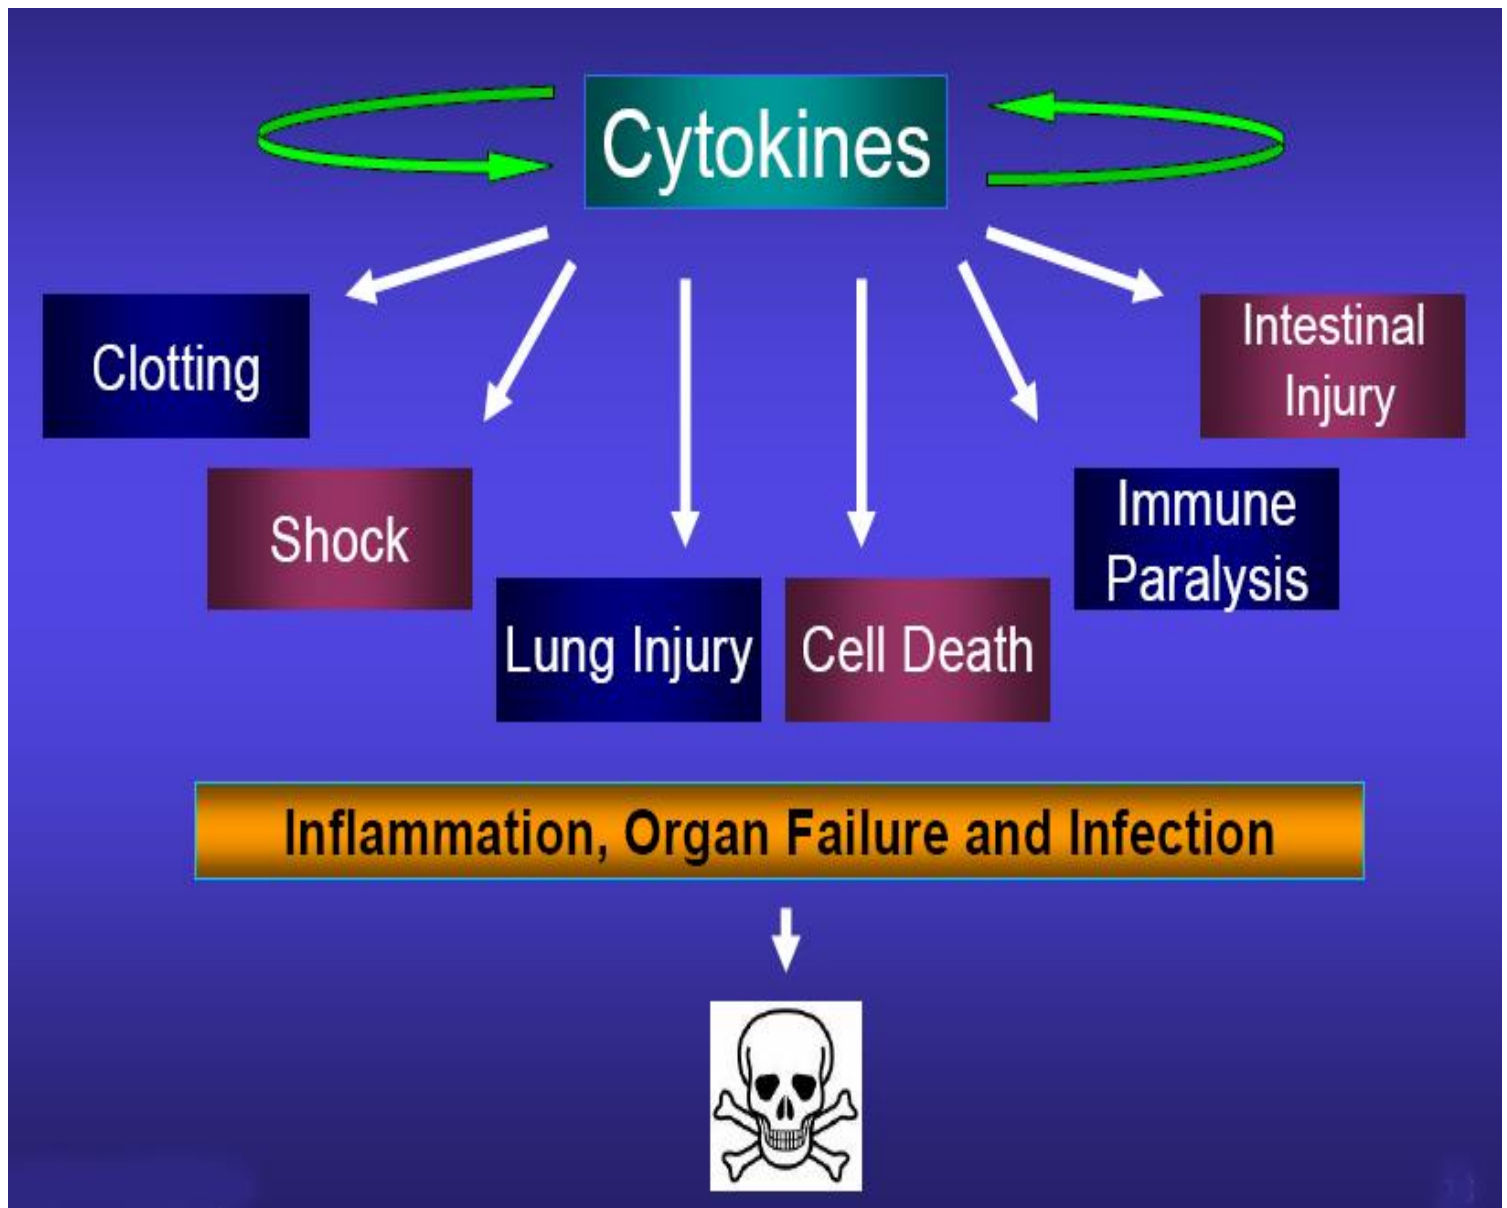 Cytokines
Clotting
Intestinal
Injury
Shock
Immune
Paralysis
Lung Injury
Cell Death
Inflammation, Organ Failure and Infection